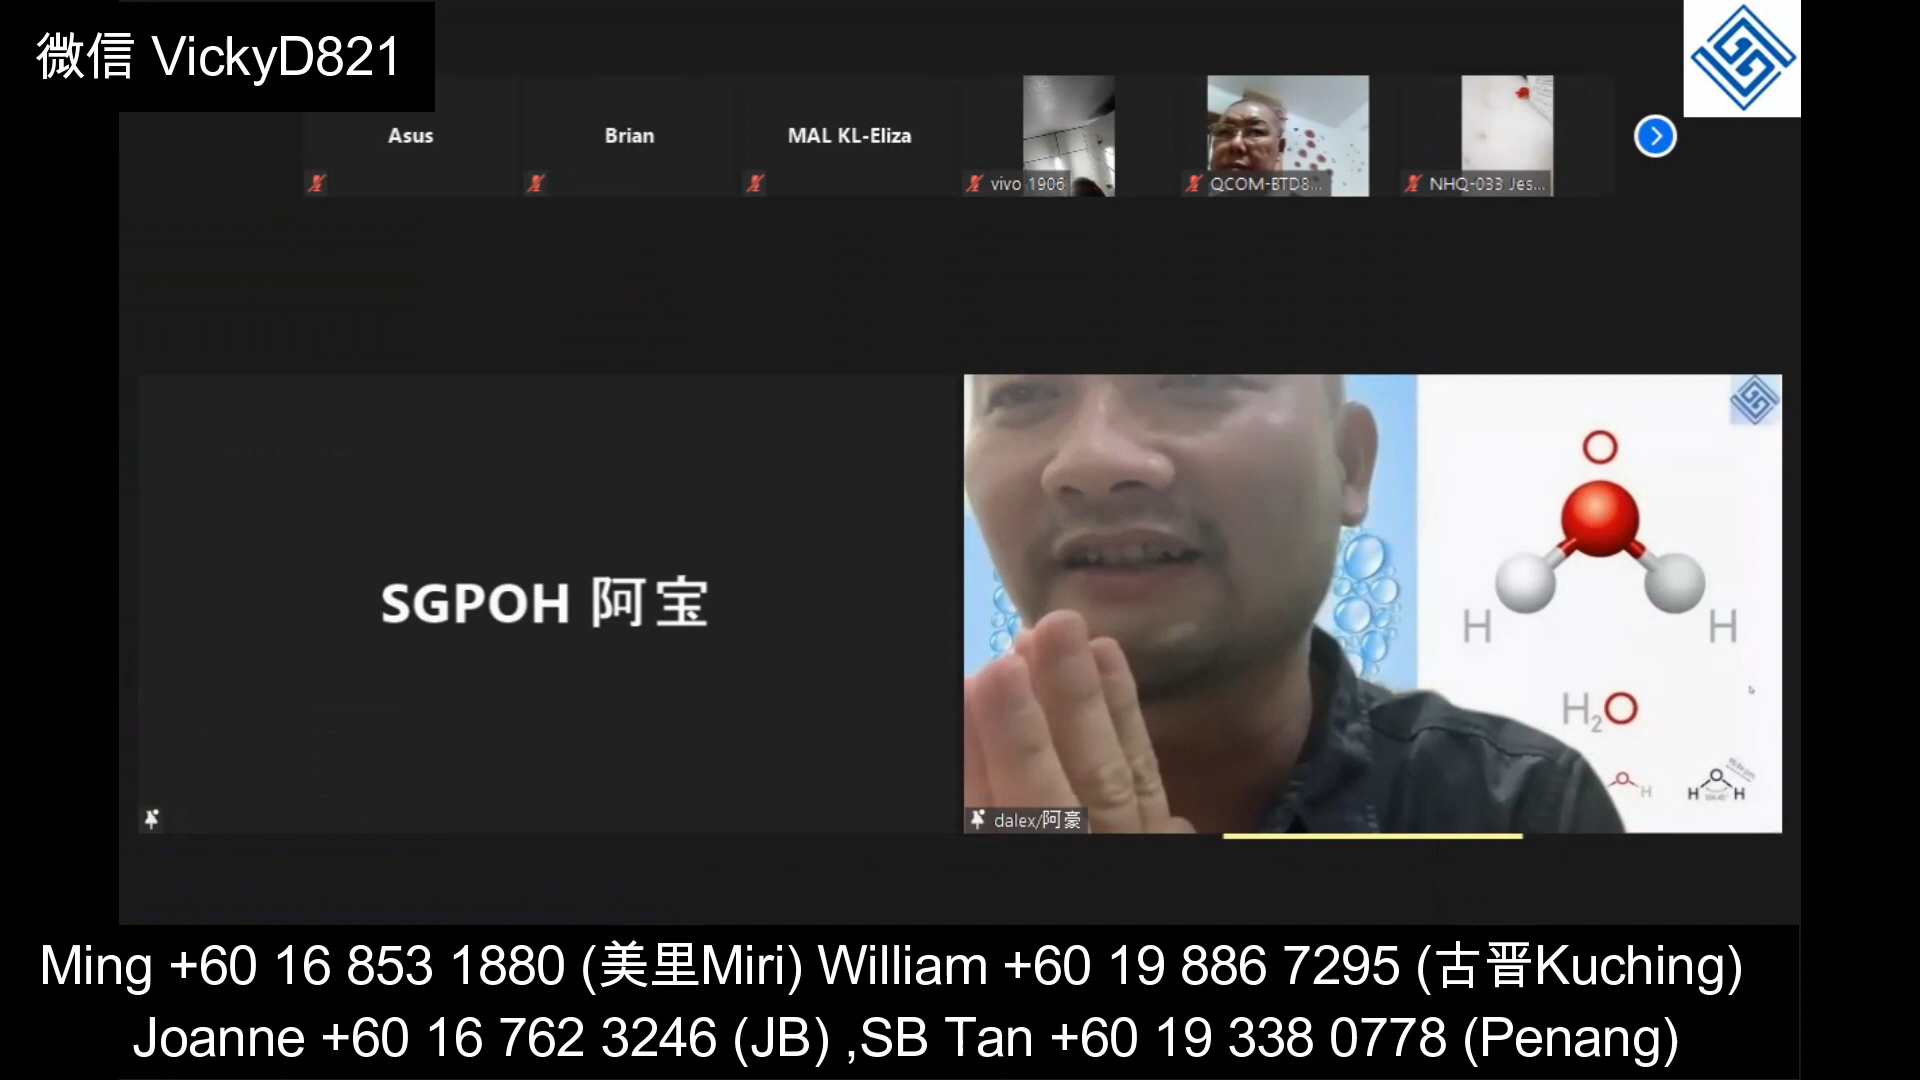 微信 VickyD821
Asus
Brian
MAL KL-Eliza
vivo 1906
QCOM-BTD8...
NHQ-033 Jes...
SGPOH 阿宝
O
H
H
H2O
O
H
O
H
H
dalex/阿豪
Ming +60 16 853 1880 (美里Miri) William +60 19 886 7295 (古晋Kuching)
Joanne +60 16 762 3246 (JB) ,SB Tan +60 19 338 0778 (Penang)